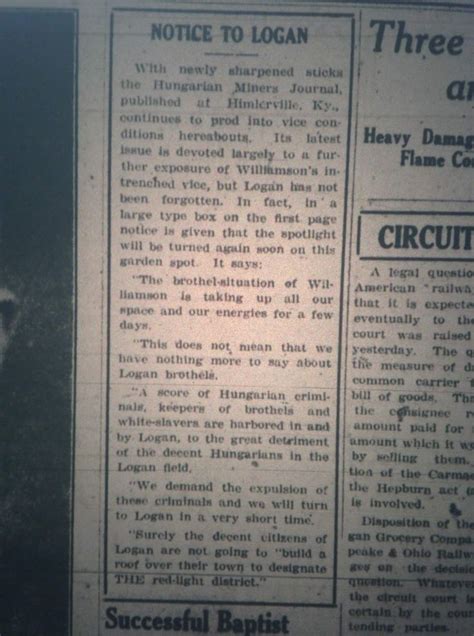 NOTICE TO LOGAN
With newly sharpened sticks
the Hungarian Miners Journal,
published at Himlerville, Ky.,
continues to prod into vice con-
ditions hereabouts. Its latest
issue is devoted largely to a fur-
ther exposure of Williamson's in-
trenched vice, but Logan has not
been forgotten. In fact, in a
large type box on the first page
notice is given that the spotlight
will be turned again soon on this
garden spot. It says:
"The brothel-situation of Wil-
liamson is taking up all our
space and our energies for a few
days.
"This does not mean that we
have nothing more to say about
Logan brothels.
"A score of Hungarian crimi-
nals, keepers of brothels and
white-slavers are harbored in and
by Logan, to the great detriment
of the decent Hungarians in the
Logan field.
"We demand the expulsion of
these criminals and we will turn
to Logan in a very short time.
"Surely the decent citizens of
Logan are not going to "build a
roof over their town to designate
THE red-light district."
Successful Baptist
Three
Heavy Damag
Flame Co
CIRCUIT
A legal questio
American railwa
that it is expecte
eventually to the
court was raised
yesterday. The q
the measure of d
common carrier
bill of goods. Th
the consignee
amount paid for
amount which it w
by selling them.
tion of the Carma
the Hepburn act
is involved.
Disposition of the
gan Grocery Compa
peake & Ohio Railw
ges on the decisio
question. Whateve
the circuit court i
certain by the cou
tending parties.